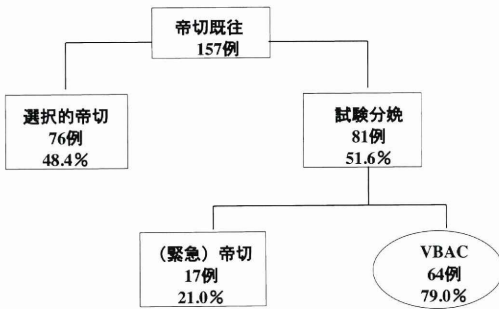 帝切既往
157例
選択的帝切
76例
48.4%
試験分娩
81例
51.6%
（緊急）帝切
17例
21.0%
VBAC
64例
79.0%